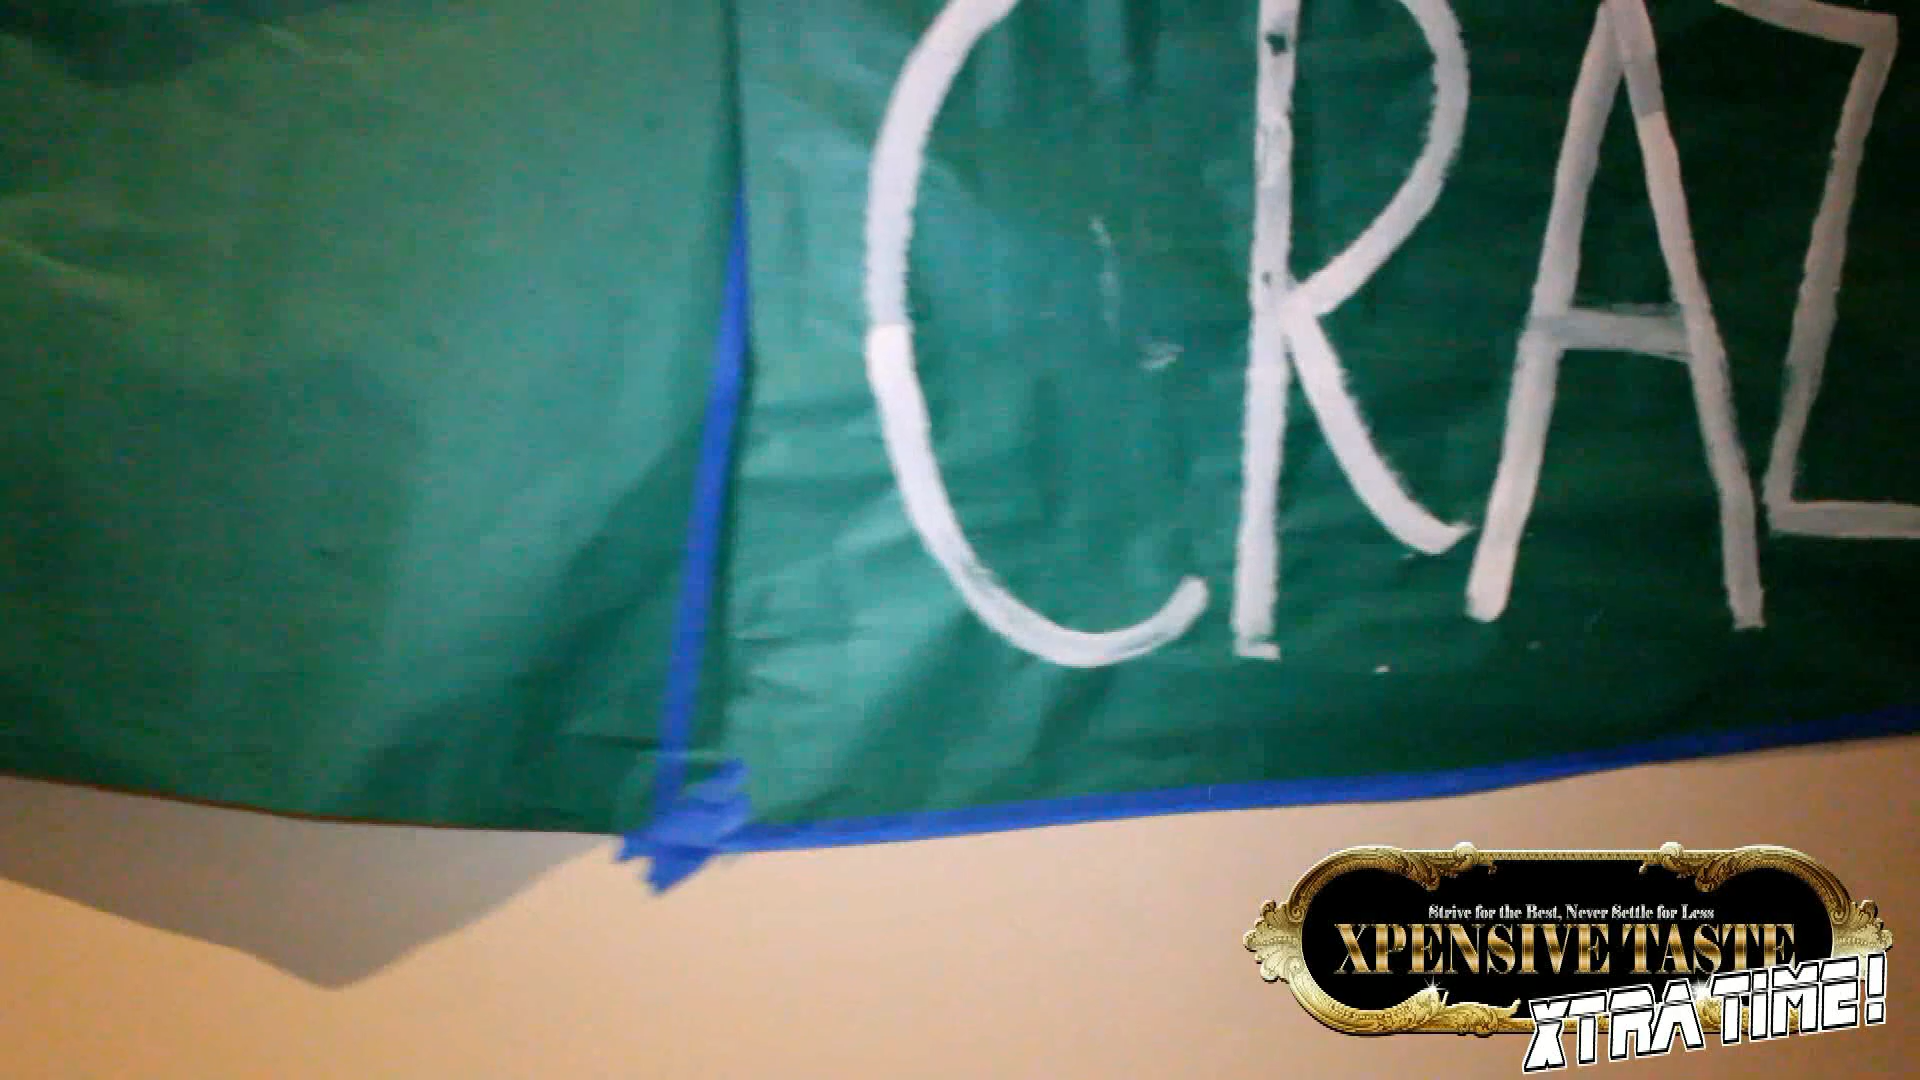 CRAZ
Strive for the Best, Never Settle for Less
XPENSIVE TASTE
XTRA TIME!